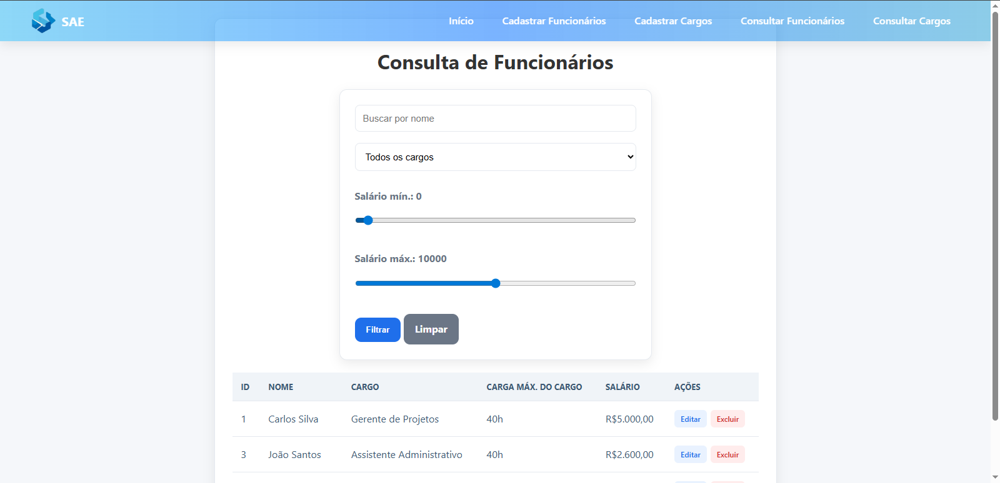 SAE Início Cadastrar Funcionários Cadastrar Cargos Consultar Funcionários Consultar Cargos
Consulta de Funcionários
Buscar por nome
Todos os cargos
Salário mín.: 0
Salário máx.: 10000
Filtrar Limpar
ID NOME CARGO CARGA MÁX. DO CARGO SALÁRIO AÇÕES
1 Carlos Silva Gerente de Projetos 40h R$5.000,00 Editar Excluir
3 João Santos Assistente Administrativo 40h R$2.600,00 Editar Excluir